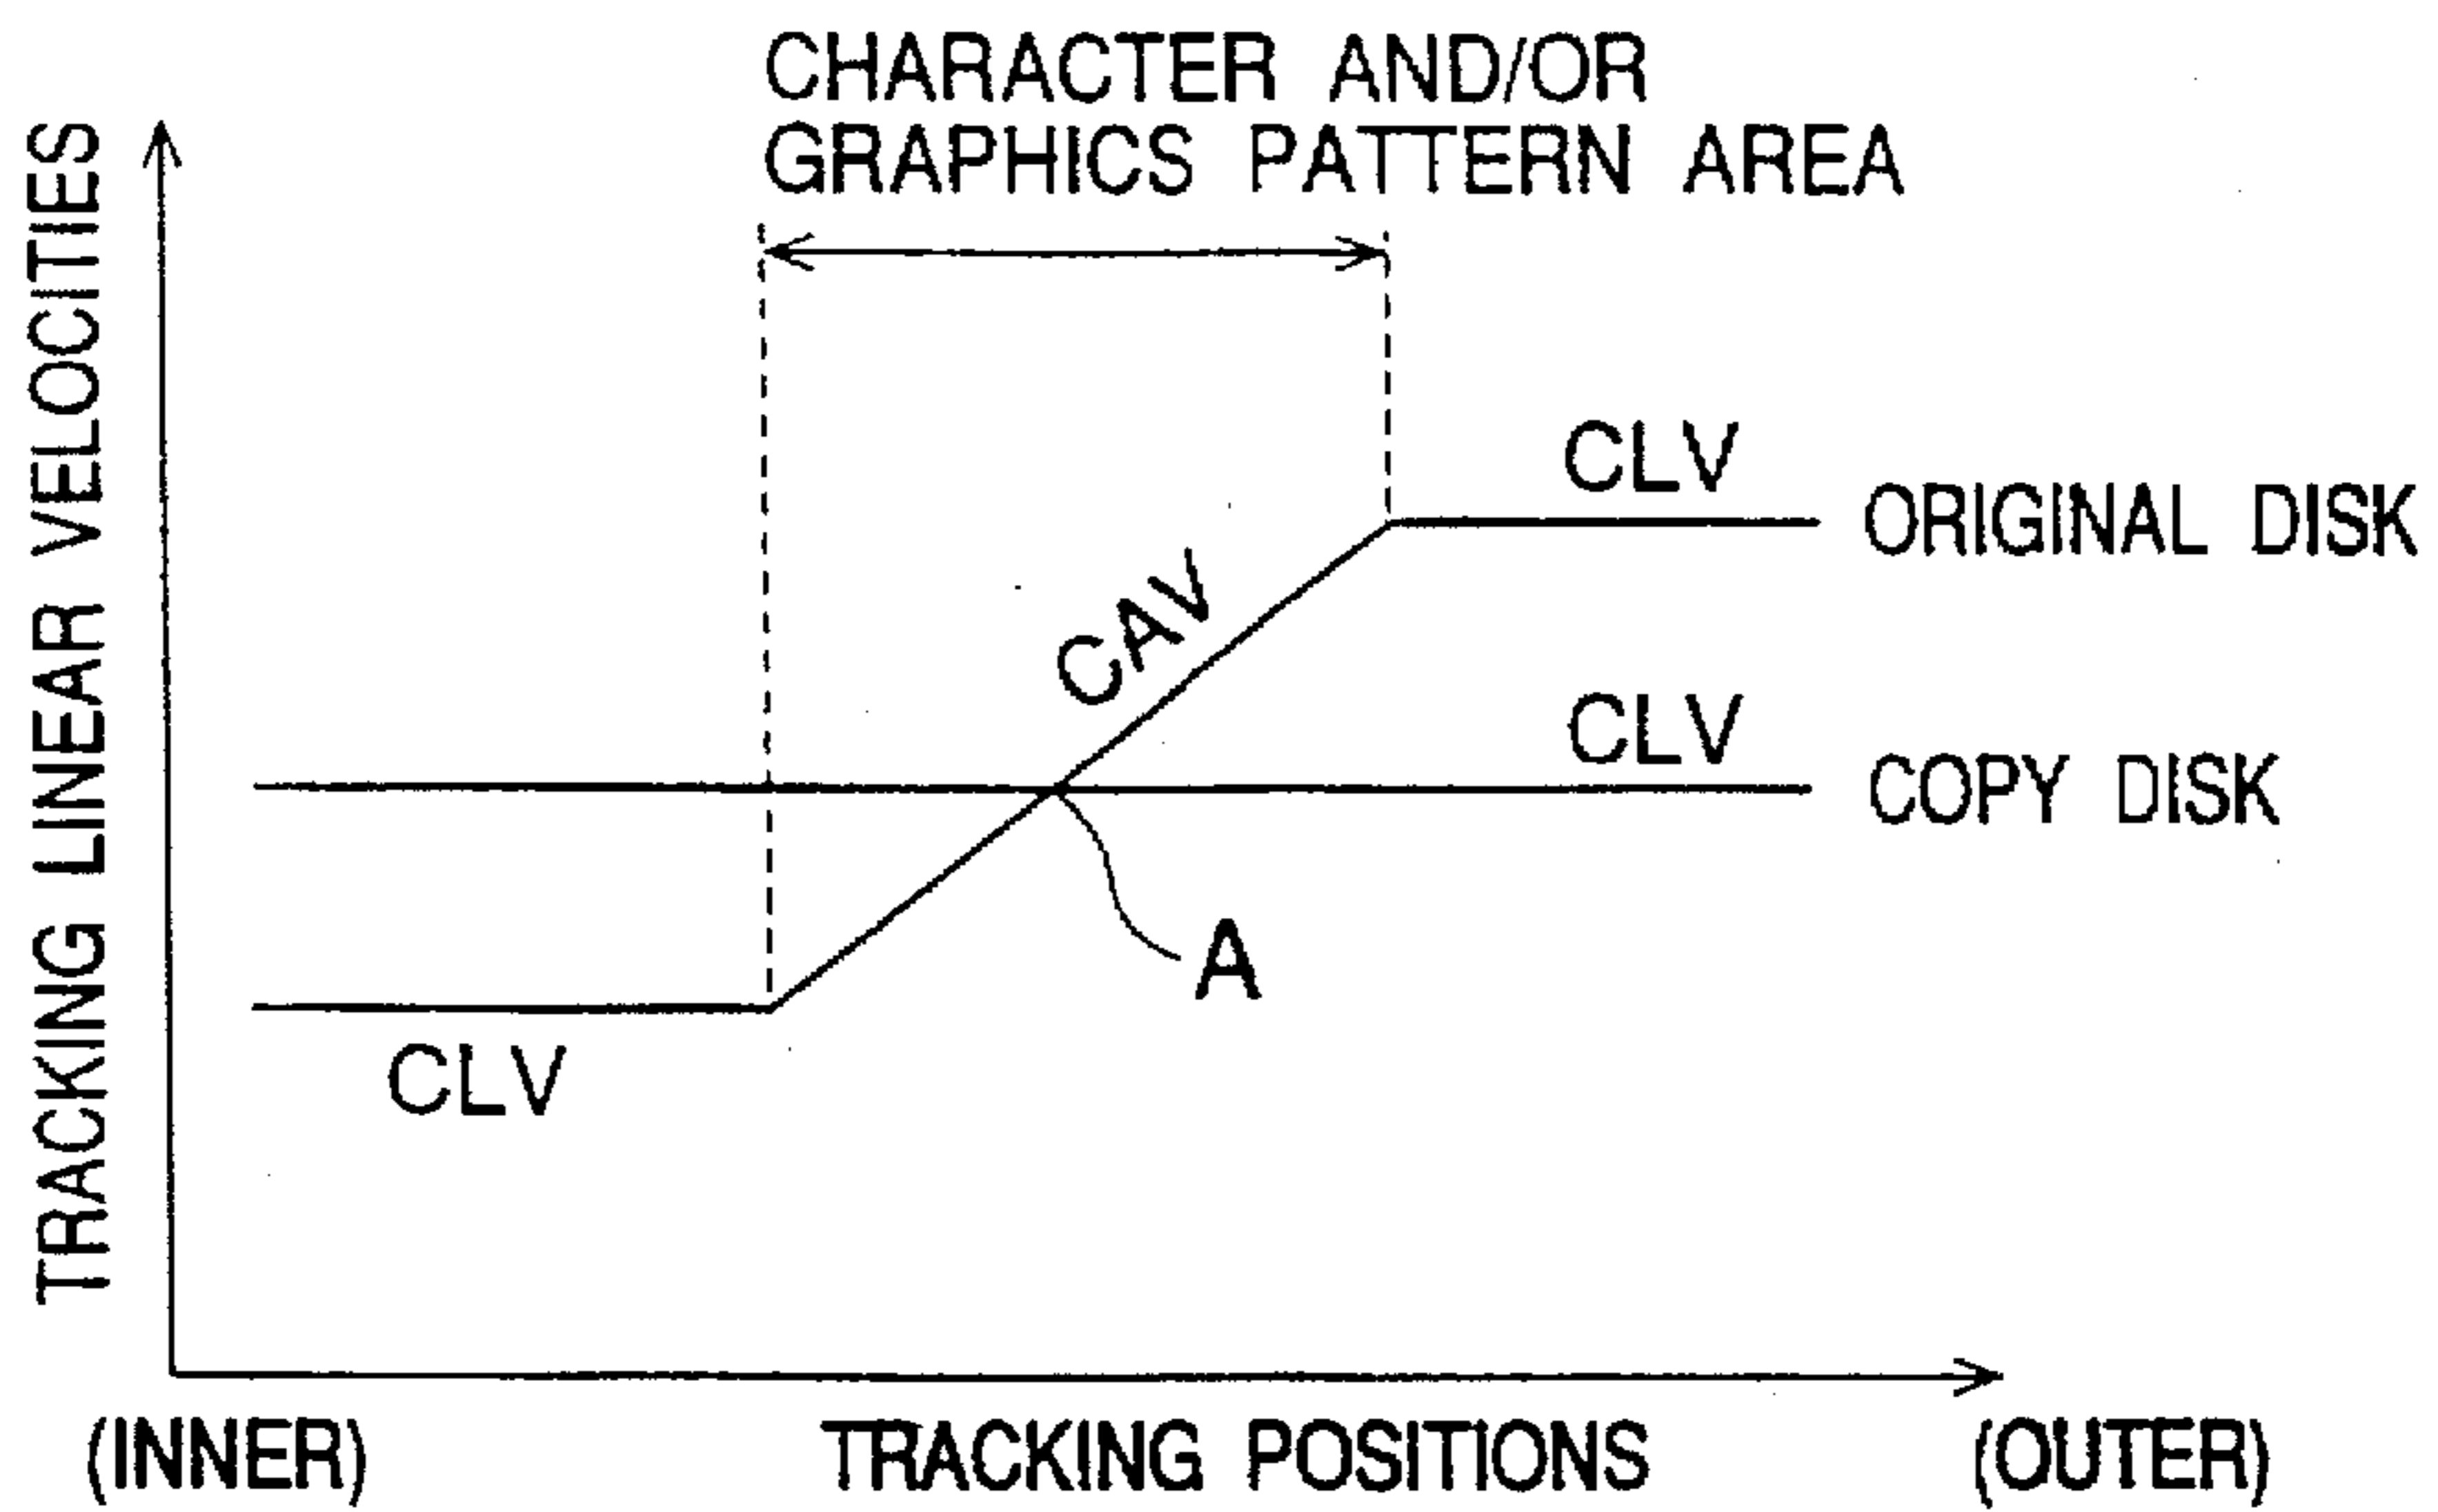 CHARACTER AND/OR
GRAPHICS PATTERN AREA
TRACKING LINEAR VELOCITIES
CLV
ORIGINAL DISK
CAV
CLV
COPY DISK
A
CLV
(INNER)
TRACKING POSITIONS
(OUTER)